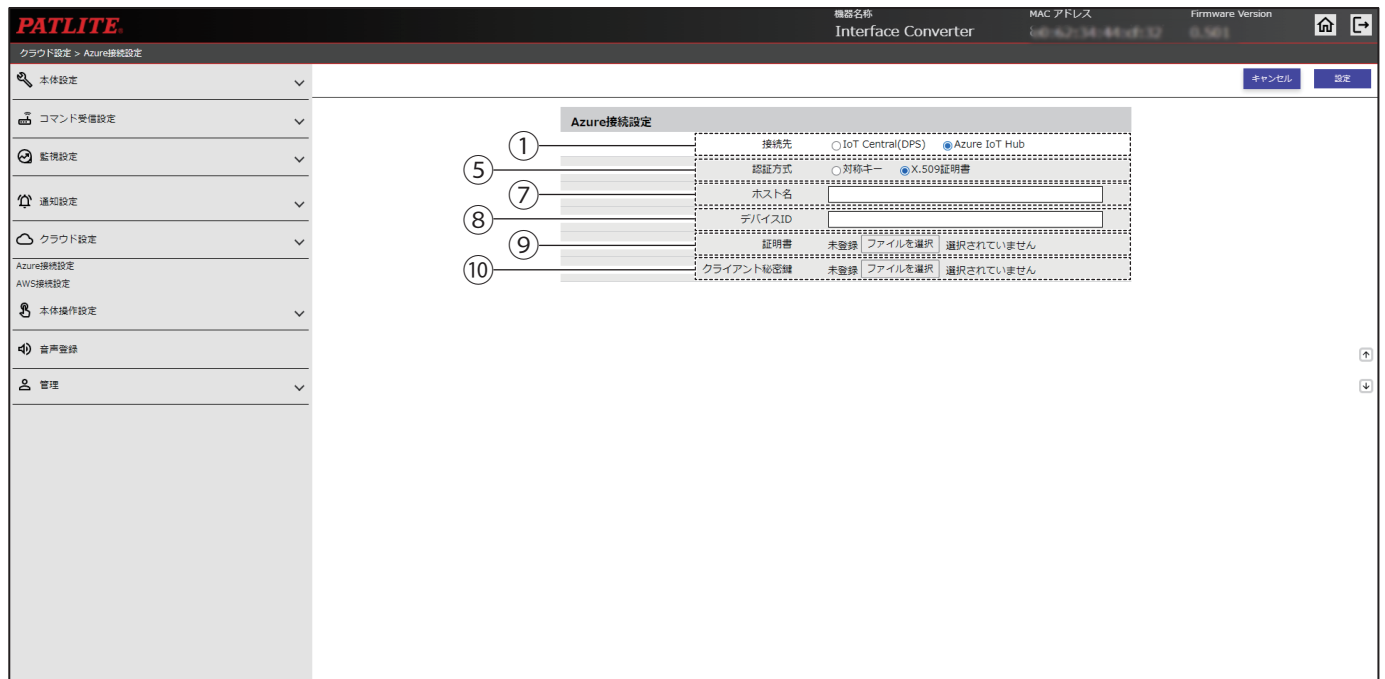 PATLITE®
機器名称
Interface Converter
MAC アドレス
Firmware Version
クラウド設定 > Azure接続設定
本体設定
コマンド受信設定
監視設定
通知設定
クラウド設定
Azure接続設定
AWS接続設定
本体操作設定
音声登録
管理
キャンセル
設定
Azure接続設定
① 接続先 IoT Central(DPS) Azure IoT Hub
⑤ 認証方式 対称キー X.509証明書
⑦ ホスト名
⑧ デバイスID
⑨ 証明書 未登録 ファイルを選択 選択されていません
⑩ クライアント秘密鍵 未登録 ファイルを選択 選択されていません